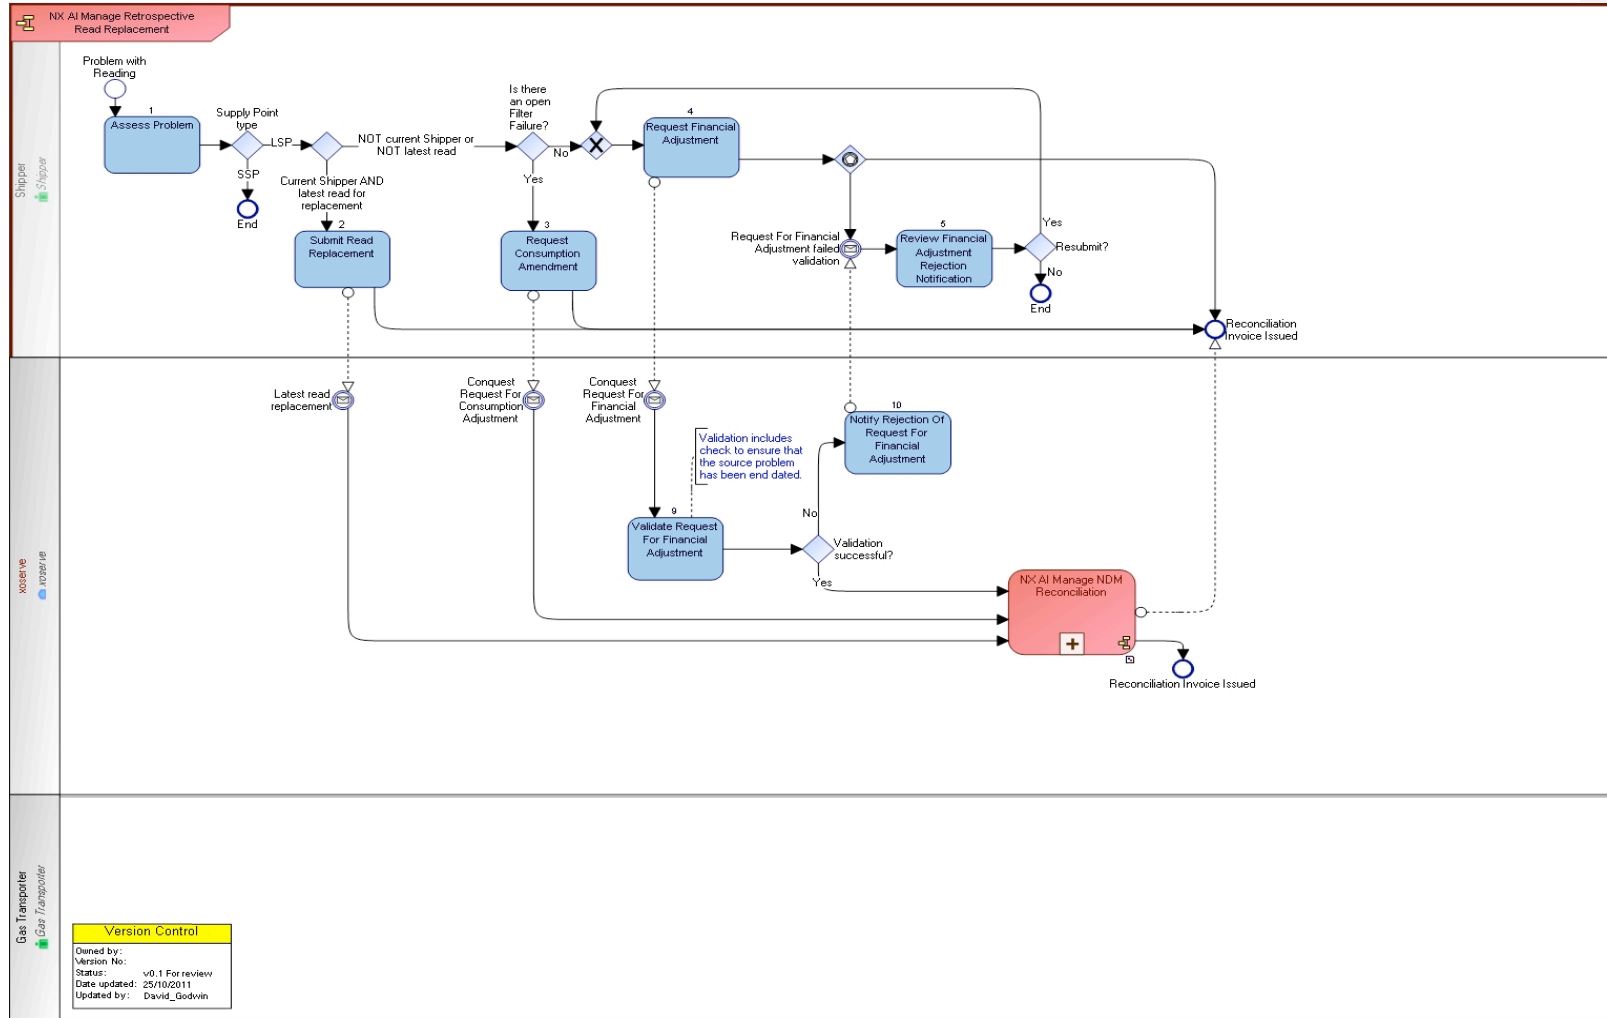 NX AI Manage Retrospective
Read Replacement
Shipper
Shipper
Problem with
Reading
1
Assess Problem
Supply Point
type
LSP
SSP
End
NOT current Shipper or
NOT latest read
Current Shipper AND
latest read for
replacement
2
Submit Read
Replacement
Is there
an open
Filter
Failure?
No
Yes
3
Request
Consumption
Amendment
4
Request Financial
Adjustment
Request For Financial
Adjustment failed
validation
5
Review Financial
Adjustment
Rejection
Notification
Yes
Resubmit?
No
End
Reconciliation
Invoice Issued
xoserve
xoserve
Latest read
replacement
Conquest
Request For
Consumption
Adjustment
Conquest
Request For
Financial
Adjustment
Validation includes
check to ensure that
the source problem
has been end dated.
9
Validate Request
For Financial
Adjustment
10
Notify Rejection Of
Request For
Financial
Adjustment
No
Validation
successful?
Yes
NX AI Manage NDM
Reconciliation
Reconciliation Invoice Issued
Gas Transporter
Gas Transporter
Version Control
Owned by:
Version No:
Status: v0.1 For review
Date updated: 25/10/2011
Updated by: David_Godwin